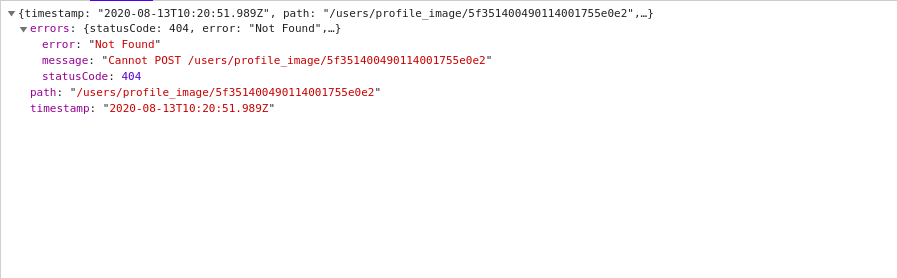 {timestamp: "2020-08-13T10:20:51.989Z", path: "/users/profile_image/5f351400490114001755e0e2",…}
errors: {statusCode: 404, error: "Not Found",…}
error: "Not Found"
message: "Cannot POST /users/profile_image/5f351400490114001755e0e2"
statusCode: 404
path: "/users/profile_image/5f351400490114001755e0e2"
timestamp: "2020-08-13T10:20:51.989Z"